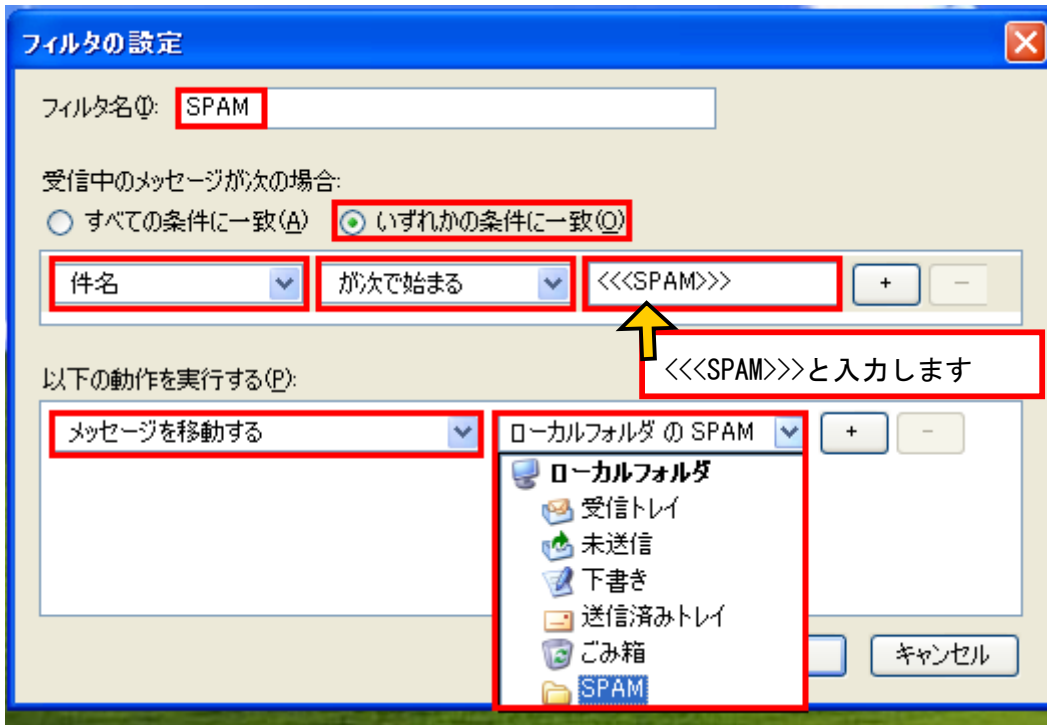 フィルタの設定
フィルタ名(I): SPAM
受信中のメッセージが次の場合:
すべての条件に一致(A) いずれかの条件に一致(O)
件名 が次で始まる <<<SPAM>>> + −
<<<SPAM>>>と入力します
以下の動作を実行する(P):
メッセージを移動する ローカルフォルダ の SPAM + −
ローカルフォルダ
受信トレイ
未送信
下書き
送信済みトレイ
ごみ箱
キャンセル
SPAM